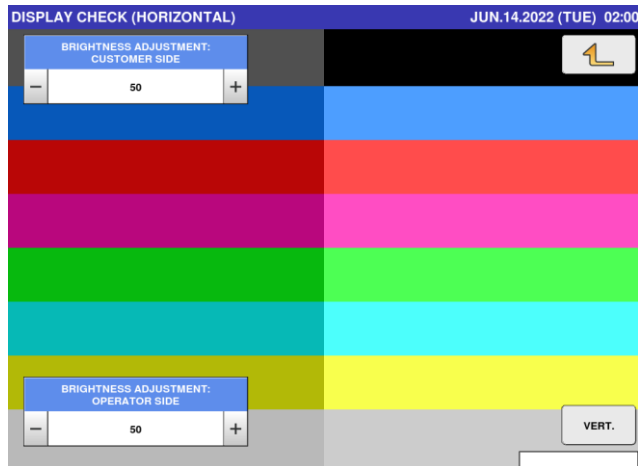 DISPLAY CHECK (HORIZONTAL) JUN.14.2022 (TUE) 02:00
BRIGHTNESS ADJUSTMENT:
CUSTOMER SIDE
− 50 +
BRIGHTNESS ADJUSTMENT:
OPERATOR SIDE
− 50 +
VERT.